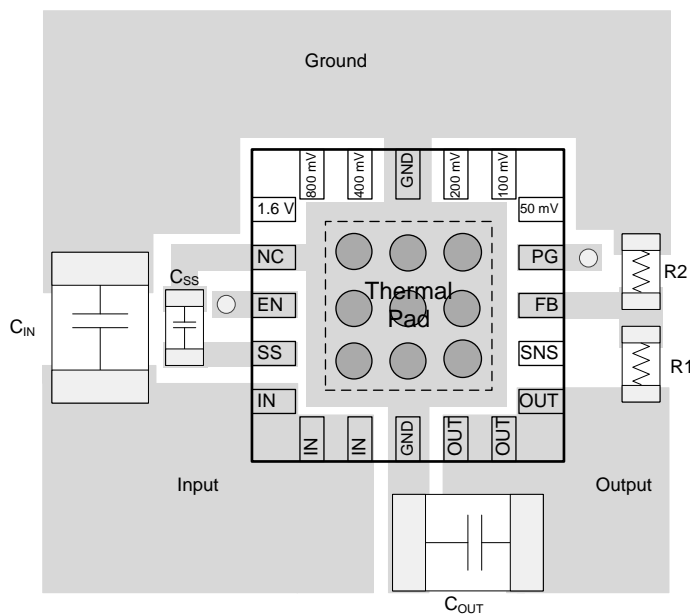 Ground
800 mV
400 mV
GND
200 mV
100 mV
1.6 V
50 mV
NC
PG
R2
CSS
Thermal
Pad
EN
FB
CIN
SS
SNS
R1
IN
OUT
IN
IN
GND
OUT
OUT
Input
Output
COUT